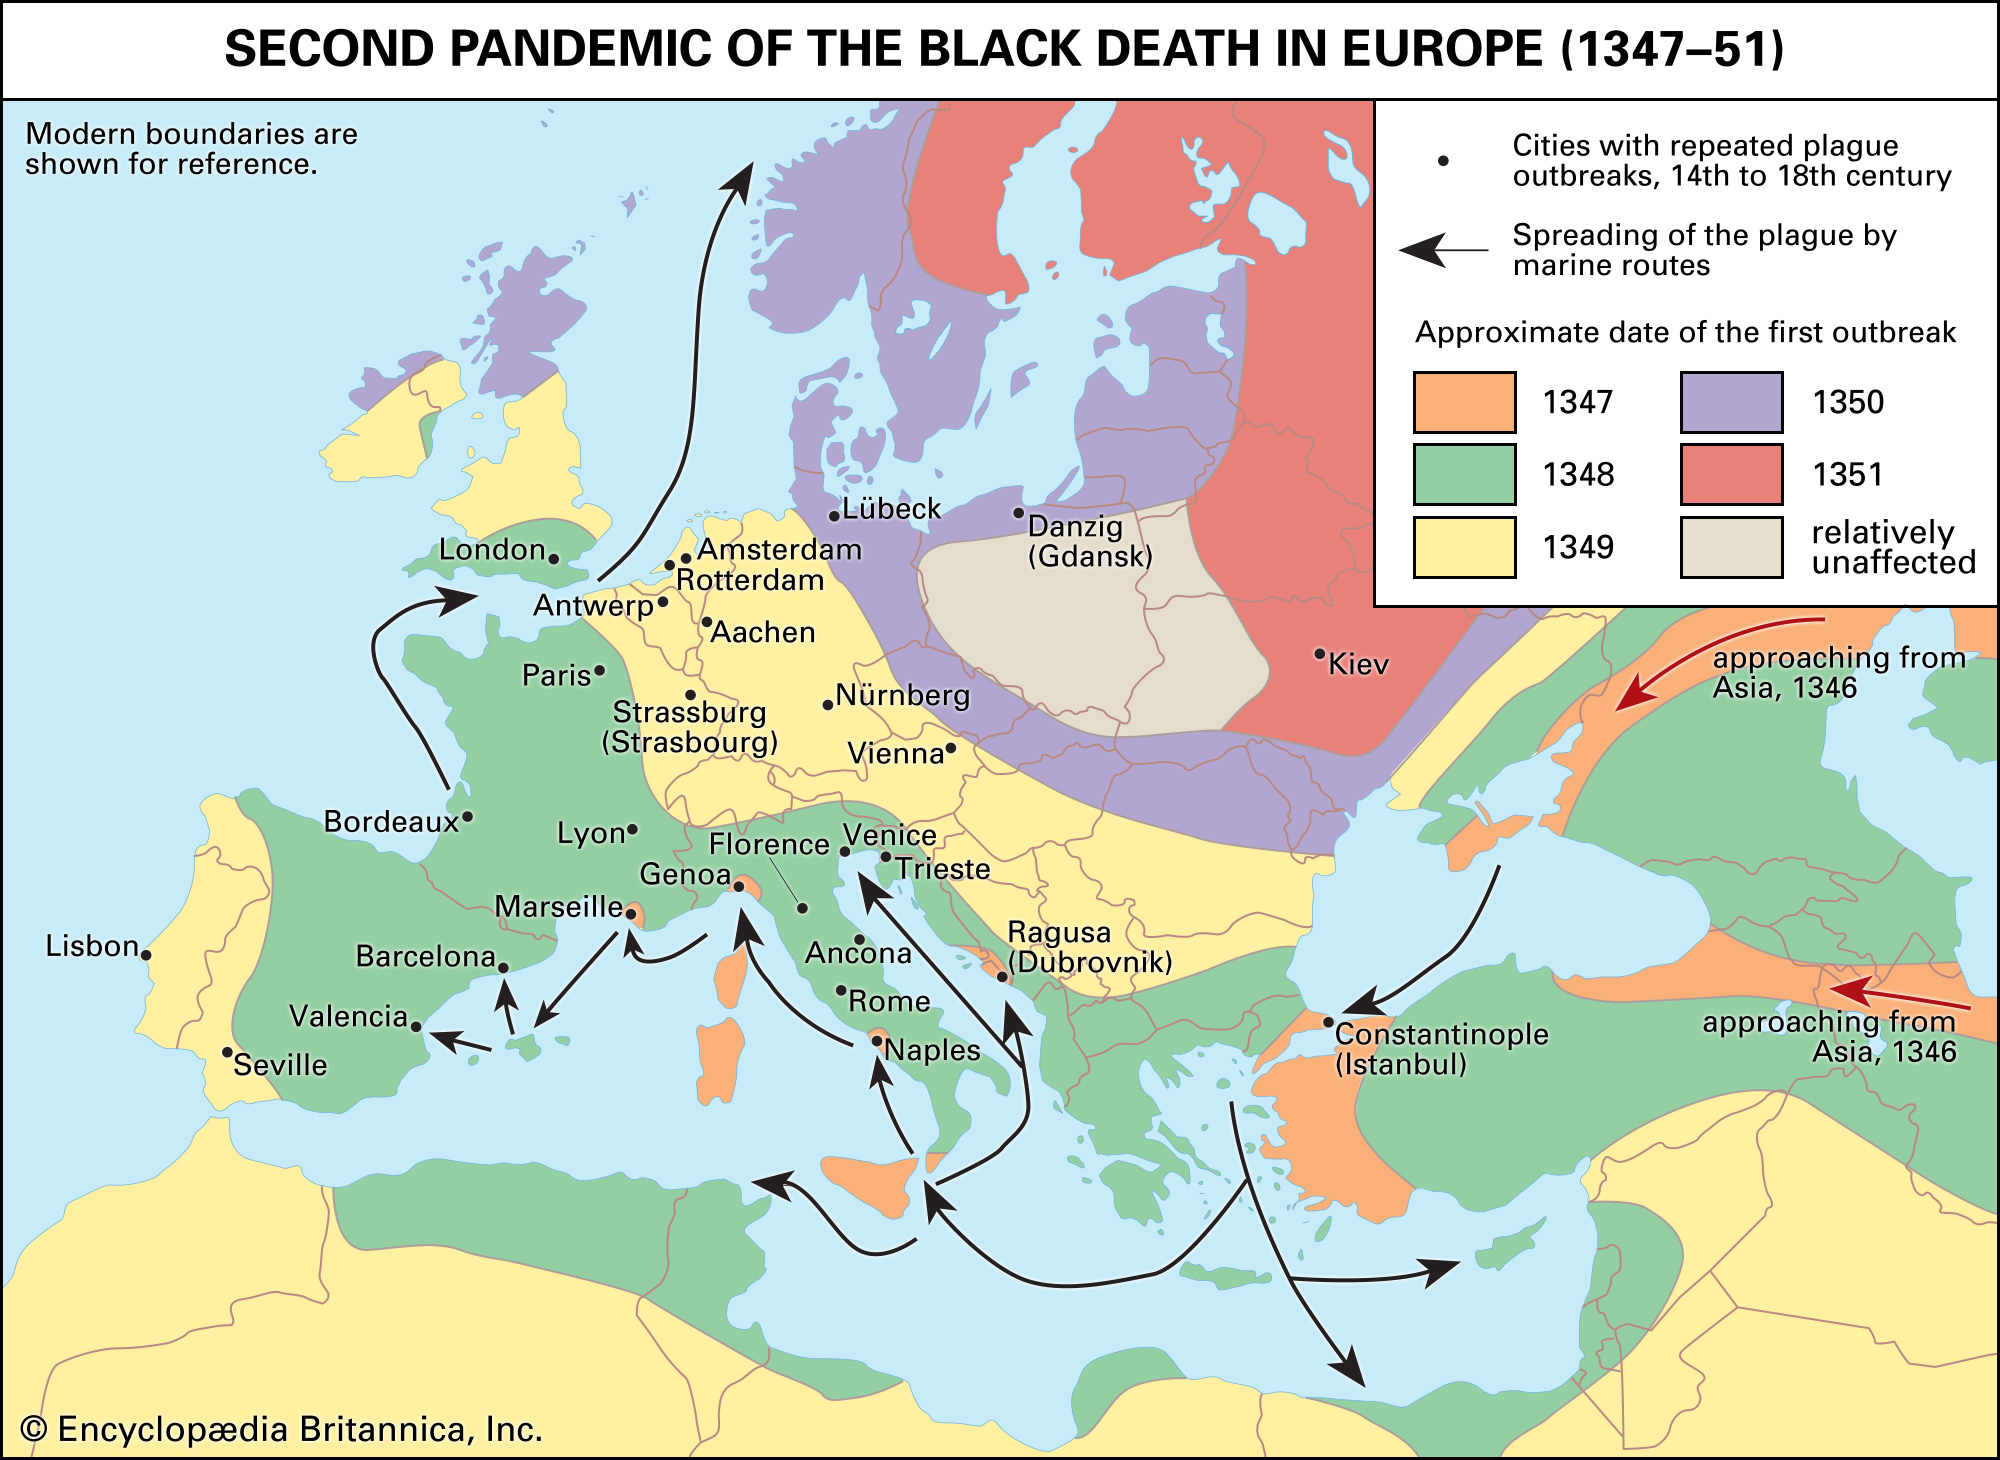 SECOND PANDEMIC OF THE BLACK DEATH IN EUROPE (1347–51)
Modern boundaries are
shown for reference.
Cities with repeated plague
outbreaks, 14th to 18th century
Spreading of the plague by
marine routes
Approximate date of the first outbreak
1347
1350
1348
1351
1349
relatively
unaffected
Lübeck
Danzig
(Gdansk)
London
Amsterdam
Rotterdam
Antwerp
Aachen
Paris
Kiev
approaching from
Asia, 1346
Nürnberg
Strassburg
(Strasbourg)
Vienna
Bordeaux
Lyon
Florence
Venice
Trieste
Genoa
Marseille
Lisbon
Barcelona
Ancona
Ragusa
(Dubrovnik)
Rome
Valencia
Naples
Seville
Constantinople
(Istanbul)
approaching from
Asia, 1346
© Encyclopædia Britannica, Inc.